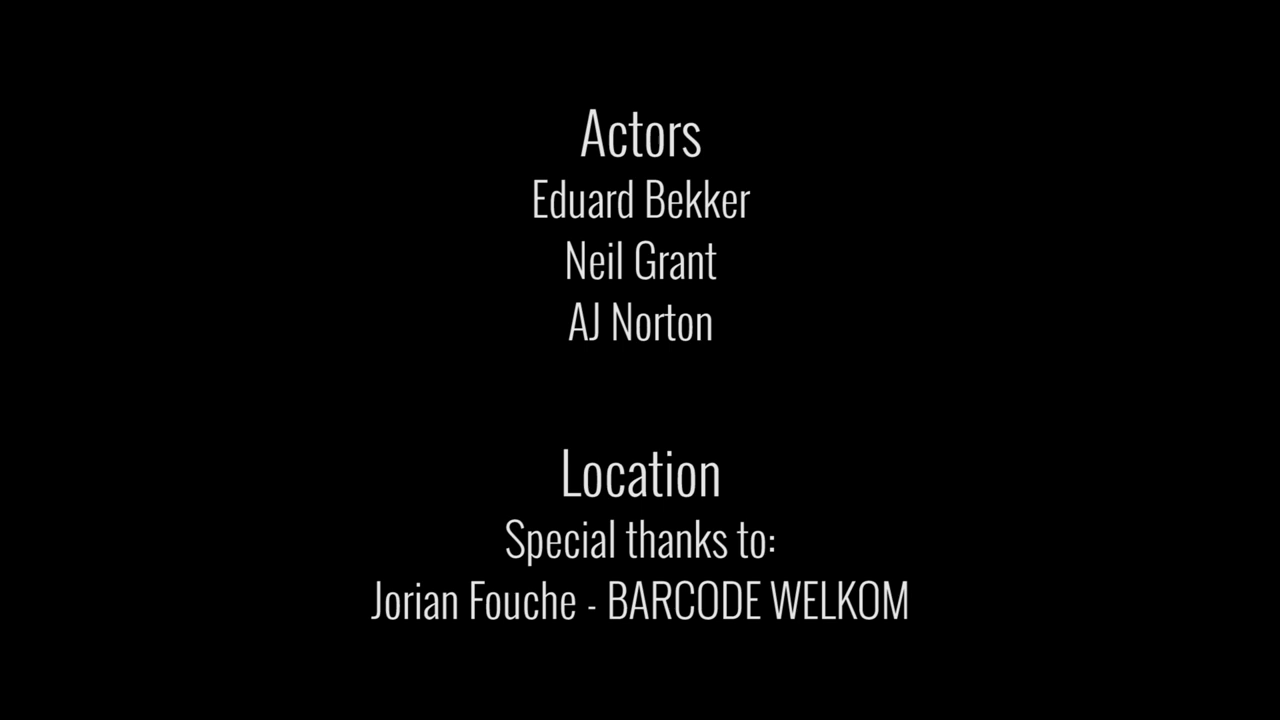 Actors
Eduard Bekker
Neil Grant
AJ Norton
Location
Special thanks to:
Jorian Fouche - BARCODE WELKOM